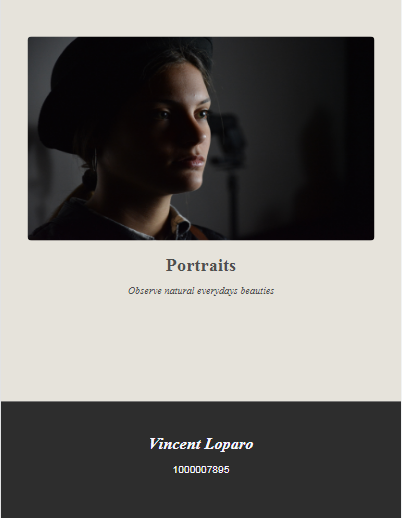 Portraits
Observe natural everydays beauties
Vincent Loparo
1000007895